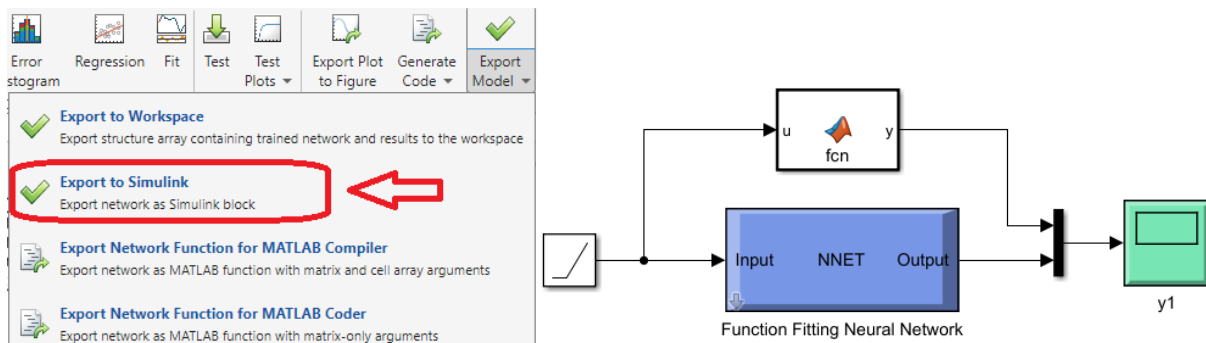 Error
stogram
Regression
Fit
Test
Test
Plots
Export Plot
to Figure
Generate
Code
Export
Model
Export to Workspace
Export structure array containing trained network and results to the workspace
Export to Simulink
Export network as Simulink block
Export Network Function for MATLAB Compiler
Export network as MATLAB function with matrix and cell array arguments
Export Network Function for MATLAB Coder
Export network as MATLAB function with matrix-only arguments
u
y
fcn
Input
NNET
Output
Function Fitting Neural Network
y1